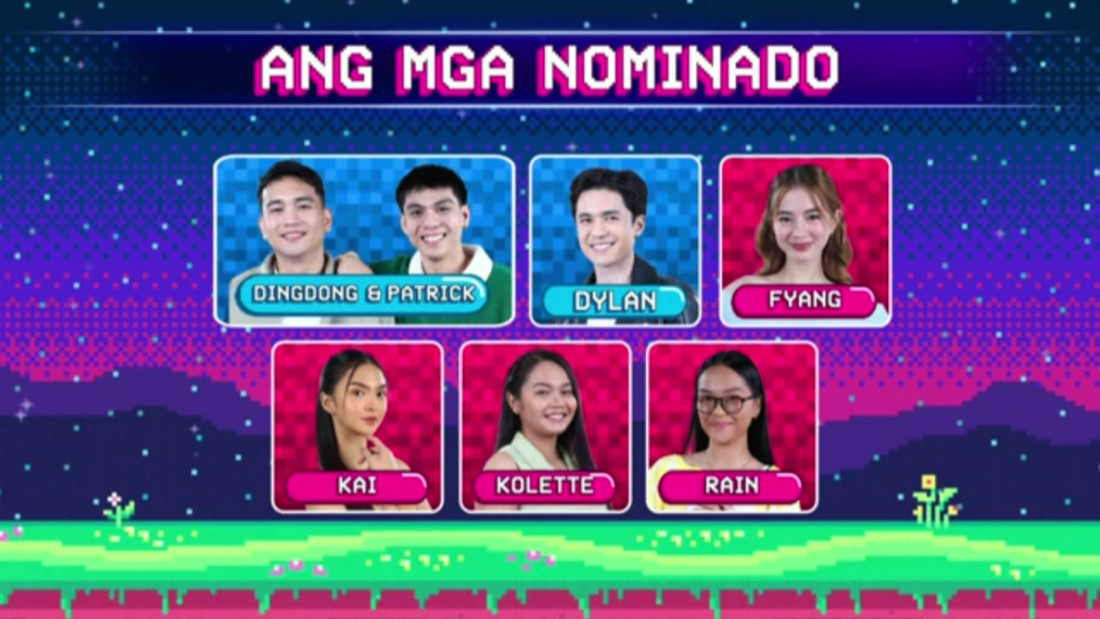 ANG MGA NOMINADO
DINGDONG & PATRICK
DYLAN
FYANG
KAI
KOLETTE
RAIN